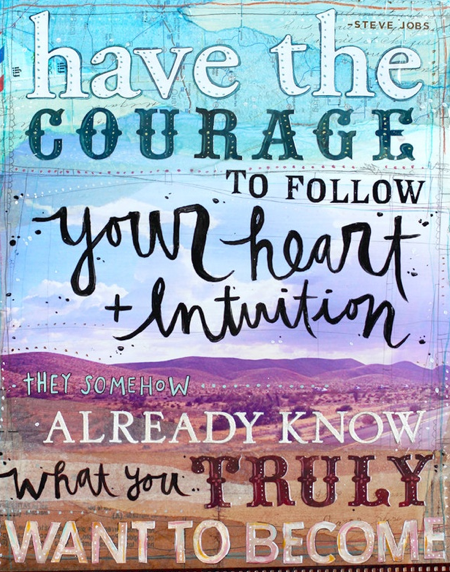 have the
-STEVE JOBS
COURAGE
TO FOLLOW
your heart
+ Intuition
tHEY SOMEHOW
ALREADY KNOW
what you TRULY
WANT TO BECOME